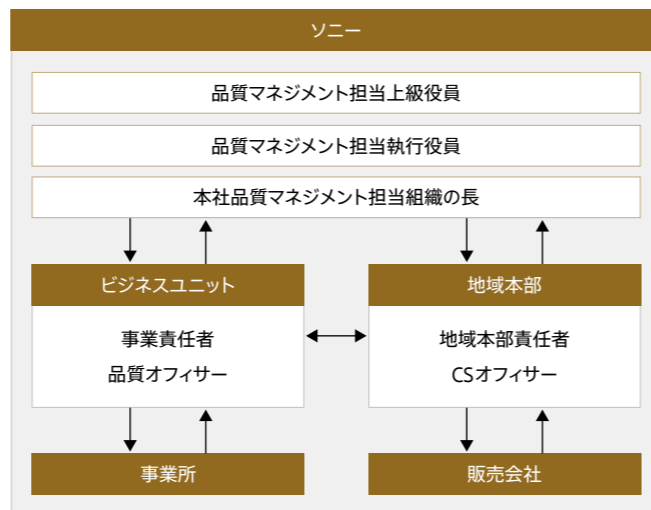 ソニー
品質マネジメント担当上級役員
品質マネジメント担当執行役員
本社品質マネジメント担当組織の長
ビジネスユニット
事業責任者
品質オフィサー
地域本部
地域本部責任者
CSオフィサー
事業所
販売会社